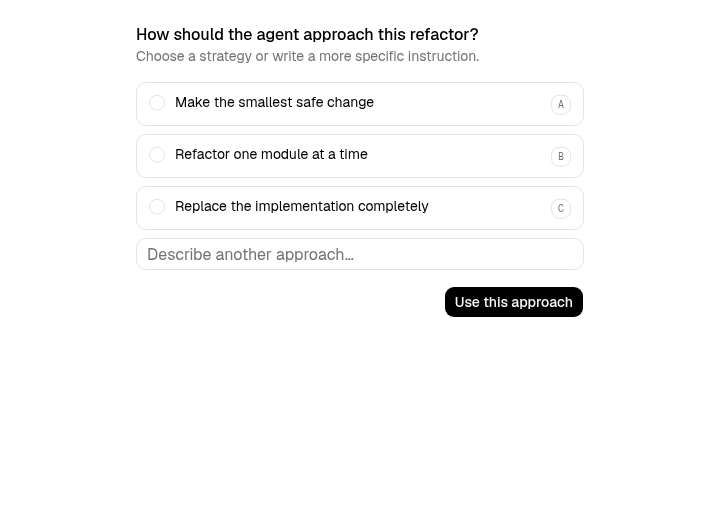 How should the agent approach this refactor?
Choose a strategy or write a more specific instruction.
Make the smallest safe change A
Refactor one module at a time B
Replace the implementation completely C
Describe another approach...
Use this approach